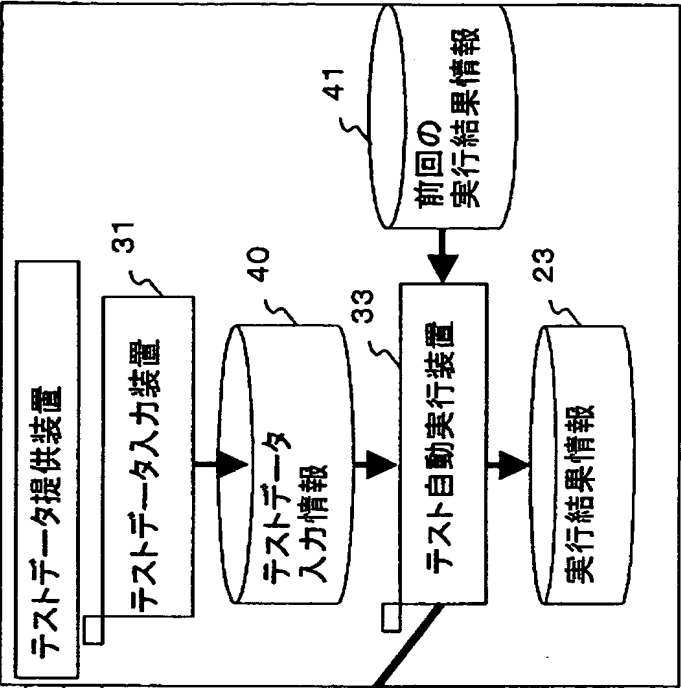 テストデータ提供装置
31
テストデータ入力装置
40
テストデータ
入力情報
33
テスト自動実行装置
41
前回の
実行結果情報
23
実行結果情報